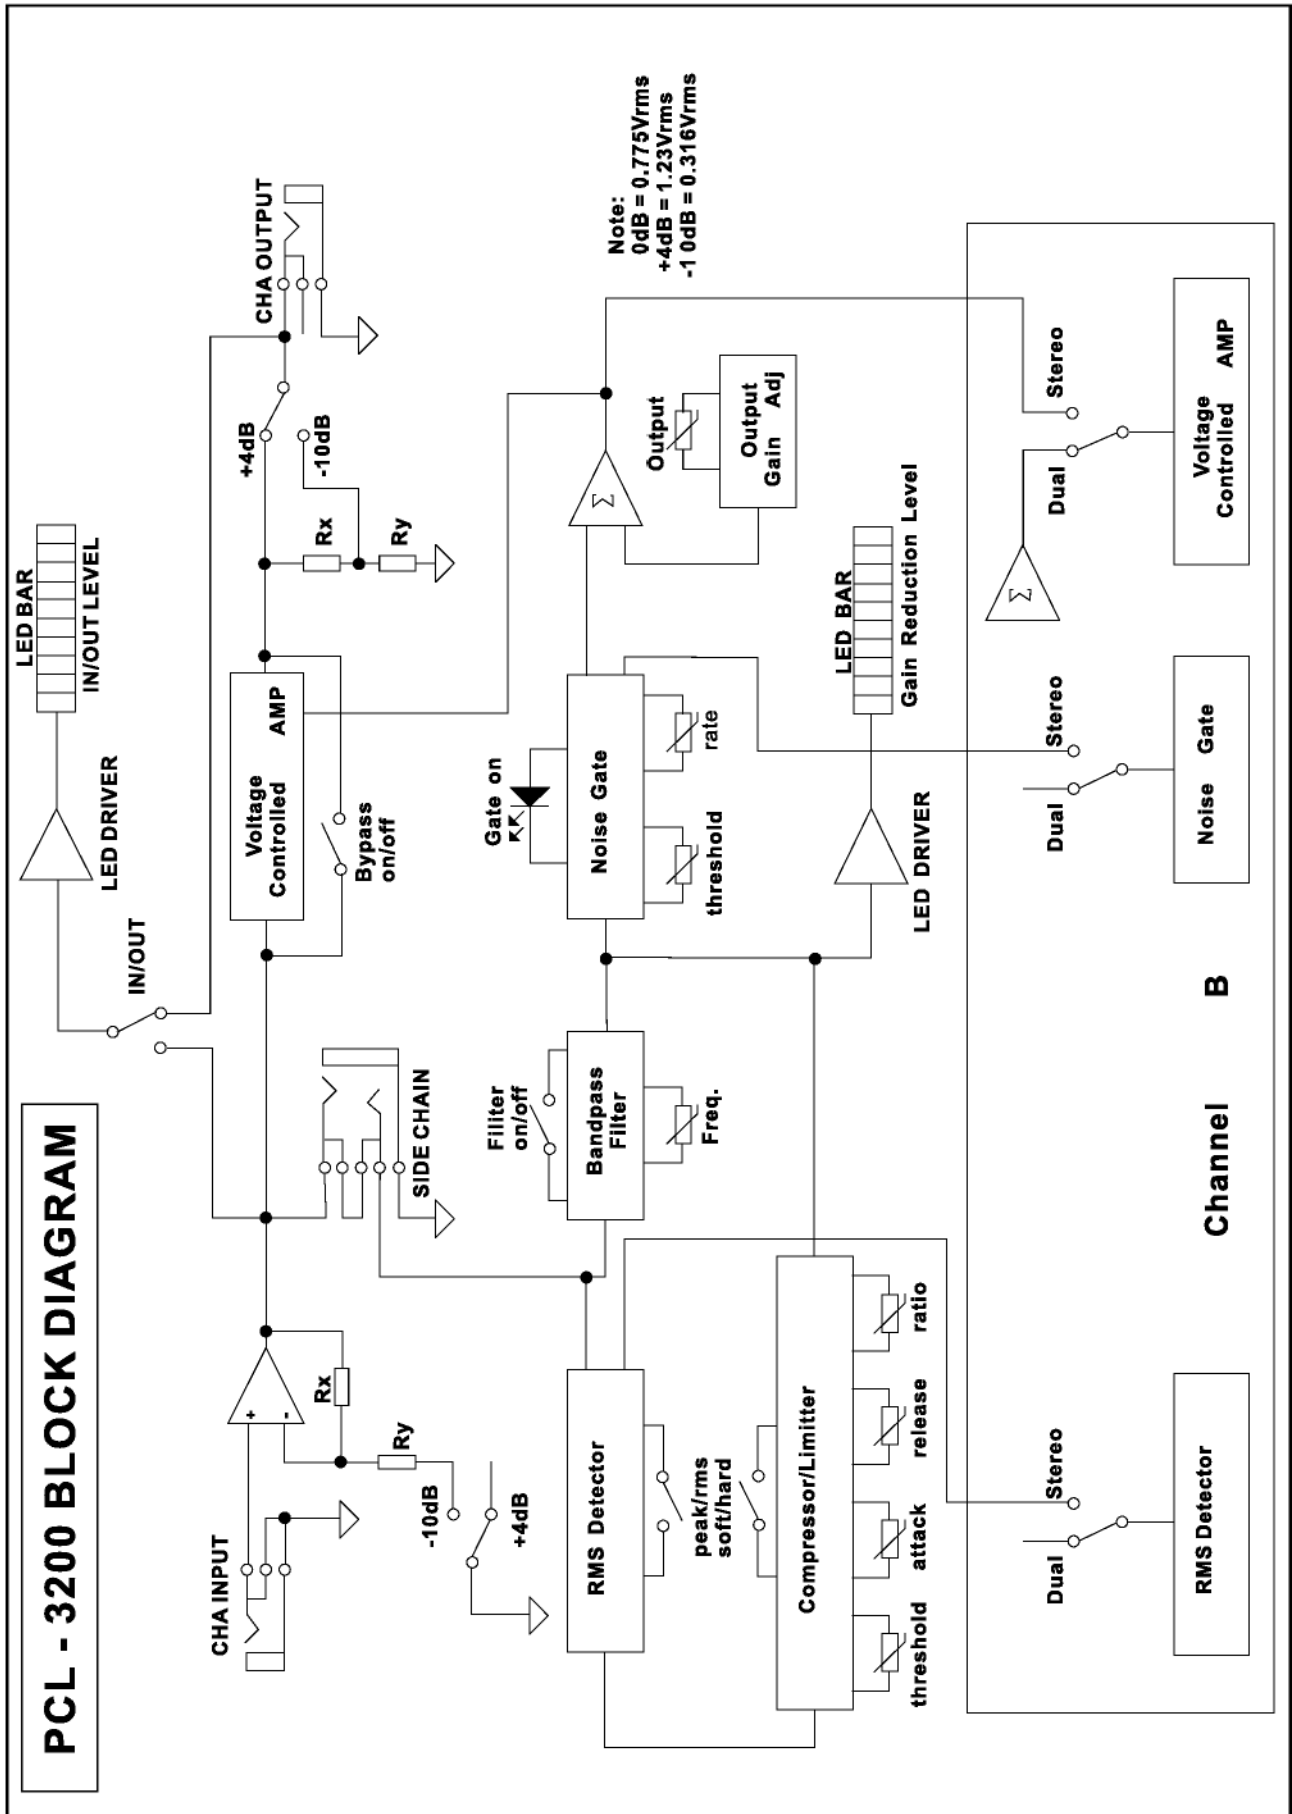 PCL - 3200 BLOCK DIAGRAM
LED BAR
IN/OUT LEVEL
LED DRIVER
IN/OUT
CHA INPUT
+
-
Rx
Ry
-10dB
+4dB
SIDE CHAIN
Voltage
Controlled AMP
Bypass
on/off
+4dB
-10dB
Rx
Ry
CHA OUTPUT
Note:
0dB = 0.775Vrms
+4dB = 1.23Vrms
-10dB = 0.316Vrms
RMS Detector
peak/rms
soft/hard
Filiter
on/off
Bandpass
Filter
Freq.
Gate on
Noise Gate
threshold
rate
Σ
Output
Output
Gain Adj
Compressor/Limitter
threshold
attack
release
ratio
LED DRIVER
LED BAR
Gain Reduction Level
Dual
Stereo
RMS Detector
Channel B
Dual
Stereo
Noise Gate
Σ
Dual
Stereo
Voltage
Controlled AMP